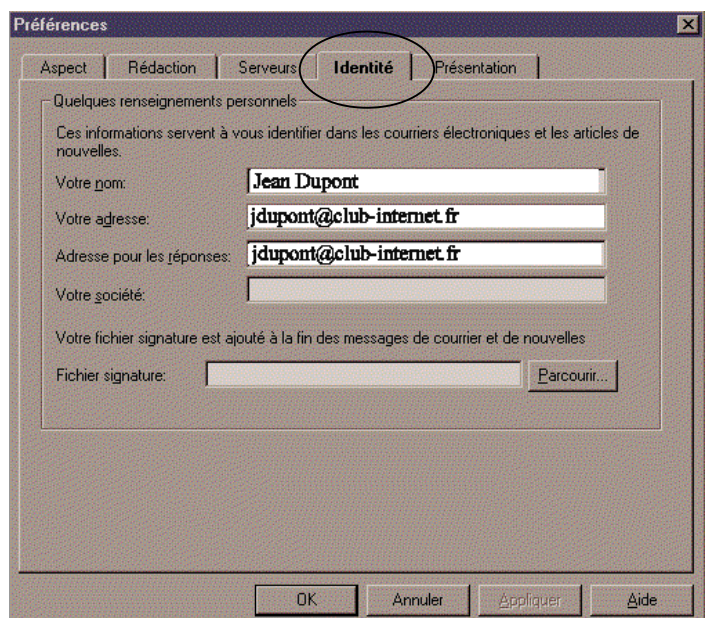 Préférences
Aspect Rédaction Serveurs Identité Présentation
Quelques renseignements personnels
Ces informations servent à vous identifier dans les courriers électroniques et les articles de
nouvelles.
Votre nom: Jean Dupont
Votre adresse: jdupont@club-internet.fr
Adresse pour les réponses: jdupont@club-internet.fr
Votre société:
Votre fichier signature est ajouté à la fin des messages de courrier et de nouvelles
Fichier signature: Parcourir...
OK Annuler Appliquer Aide